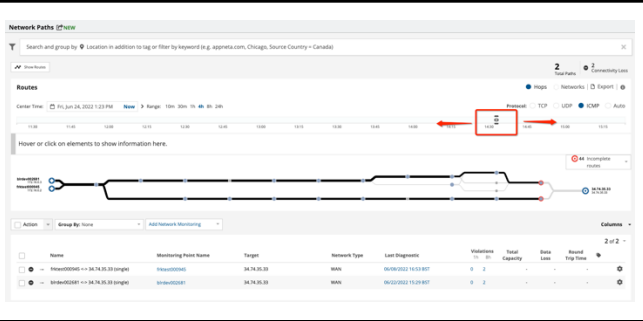 Network Paths NEW
Search and group by Location in addition to tag or filter by keyword (e.g. appneta.com, Chicago, Source Country = Canada)
Show Routes
2 Total Paths
2 Connectivity Loss
Routes
Hops Networks Export
Center Time: Fri, Jun 24, 2022 1:23 PM Now Range: 10m 30m 1h 4h 8h 24h
Protocol: TCP UDP ICMP Auto
Hover or click on elements to show information here.
44 Incomplete routes
34.74.35.33
Action Group By: None Add Network Monitoring Columns
2 of 2
Name Monitoring Point Name Target Network Type Last Diagnostic Violations Total Capacity Data Loss Round Trip Time
34.74.35.33 (single) 34.74.35.33 WAN 06/08/2022 16:53 BST 0 2 - - -
34.74.35.33 (single) 34.74.35.33 WAN 06/22/2022 15:29 BST 0 2 - - -